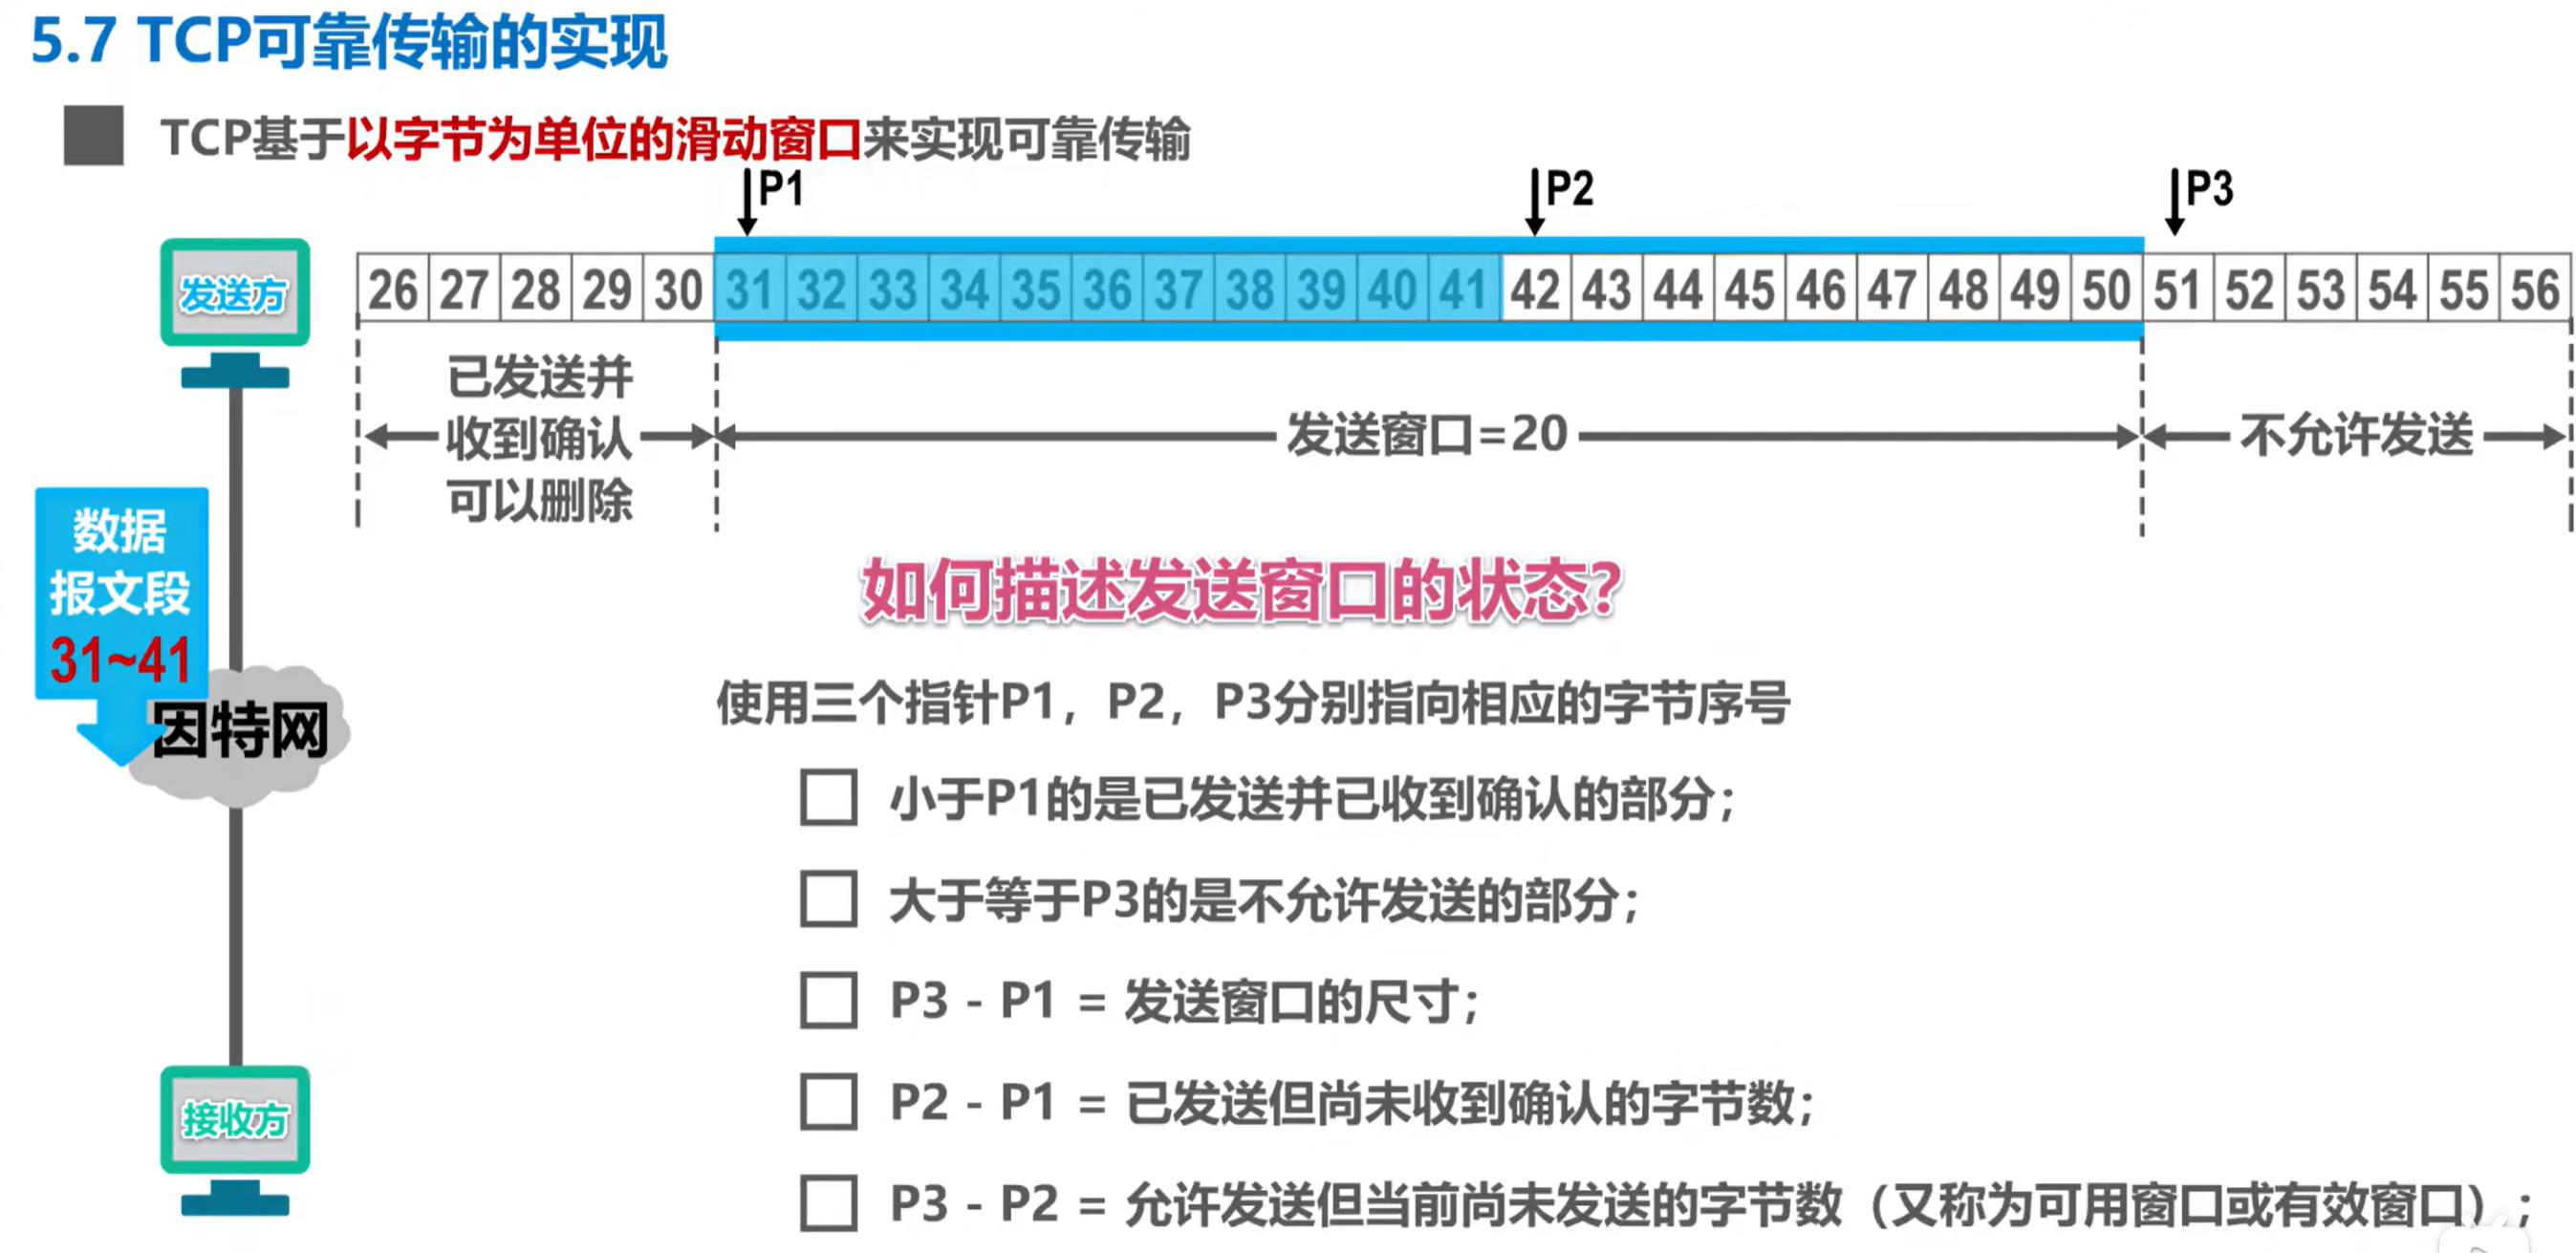 5.7 TCP可靠传输的实现
TCP基于以字节为单位的滑动窗口来实现可靠传输
P1 P2 P3
发送方
26 27 28 29 30 31 32 33 34 35 36 37 38 39 40 41 42 43 44 45 46 47 48 49 50 51 52 53 54 55 56
已发送并
收到确认
可以删除
发送窗口=20
不允许发送
数据
报文段
31~41
因特网
接收方
如何描述发送窗口的状态?
使用三个指针P1，P2，P3分别指向相应的字节序号
小于P1的是已发送并已收到确认的部分；
大于等于P3的是不允许发送的部分；
P3 - P1 = 发送窗口的尺寸；
P2 - P1 = 已发送但尚未收到确认的字节数；
P3 - P2 = 允许发送但当前尚未发送的字节数（又称为可用窗口或有效窗口）；